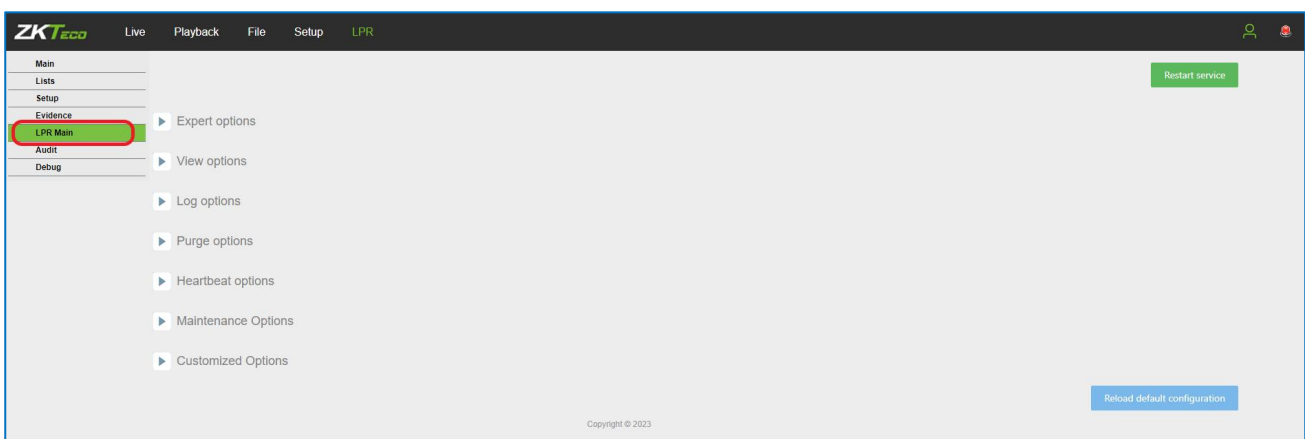 ZKTeco Live Playback File Setup LPR
Main
Restart service
Lists
Setup
Evidence
Expert options
LPR Main
Audit
View options
Debug
Log options
Purge options
Heartbeat options
Maintenance Options
Customized Options
Reload default configuration
Copyright © 2023